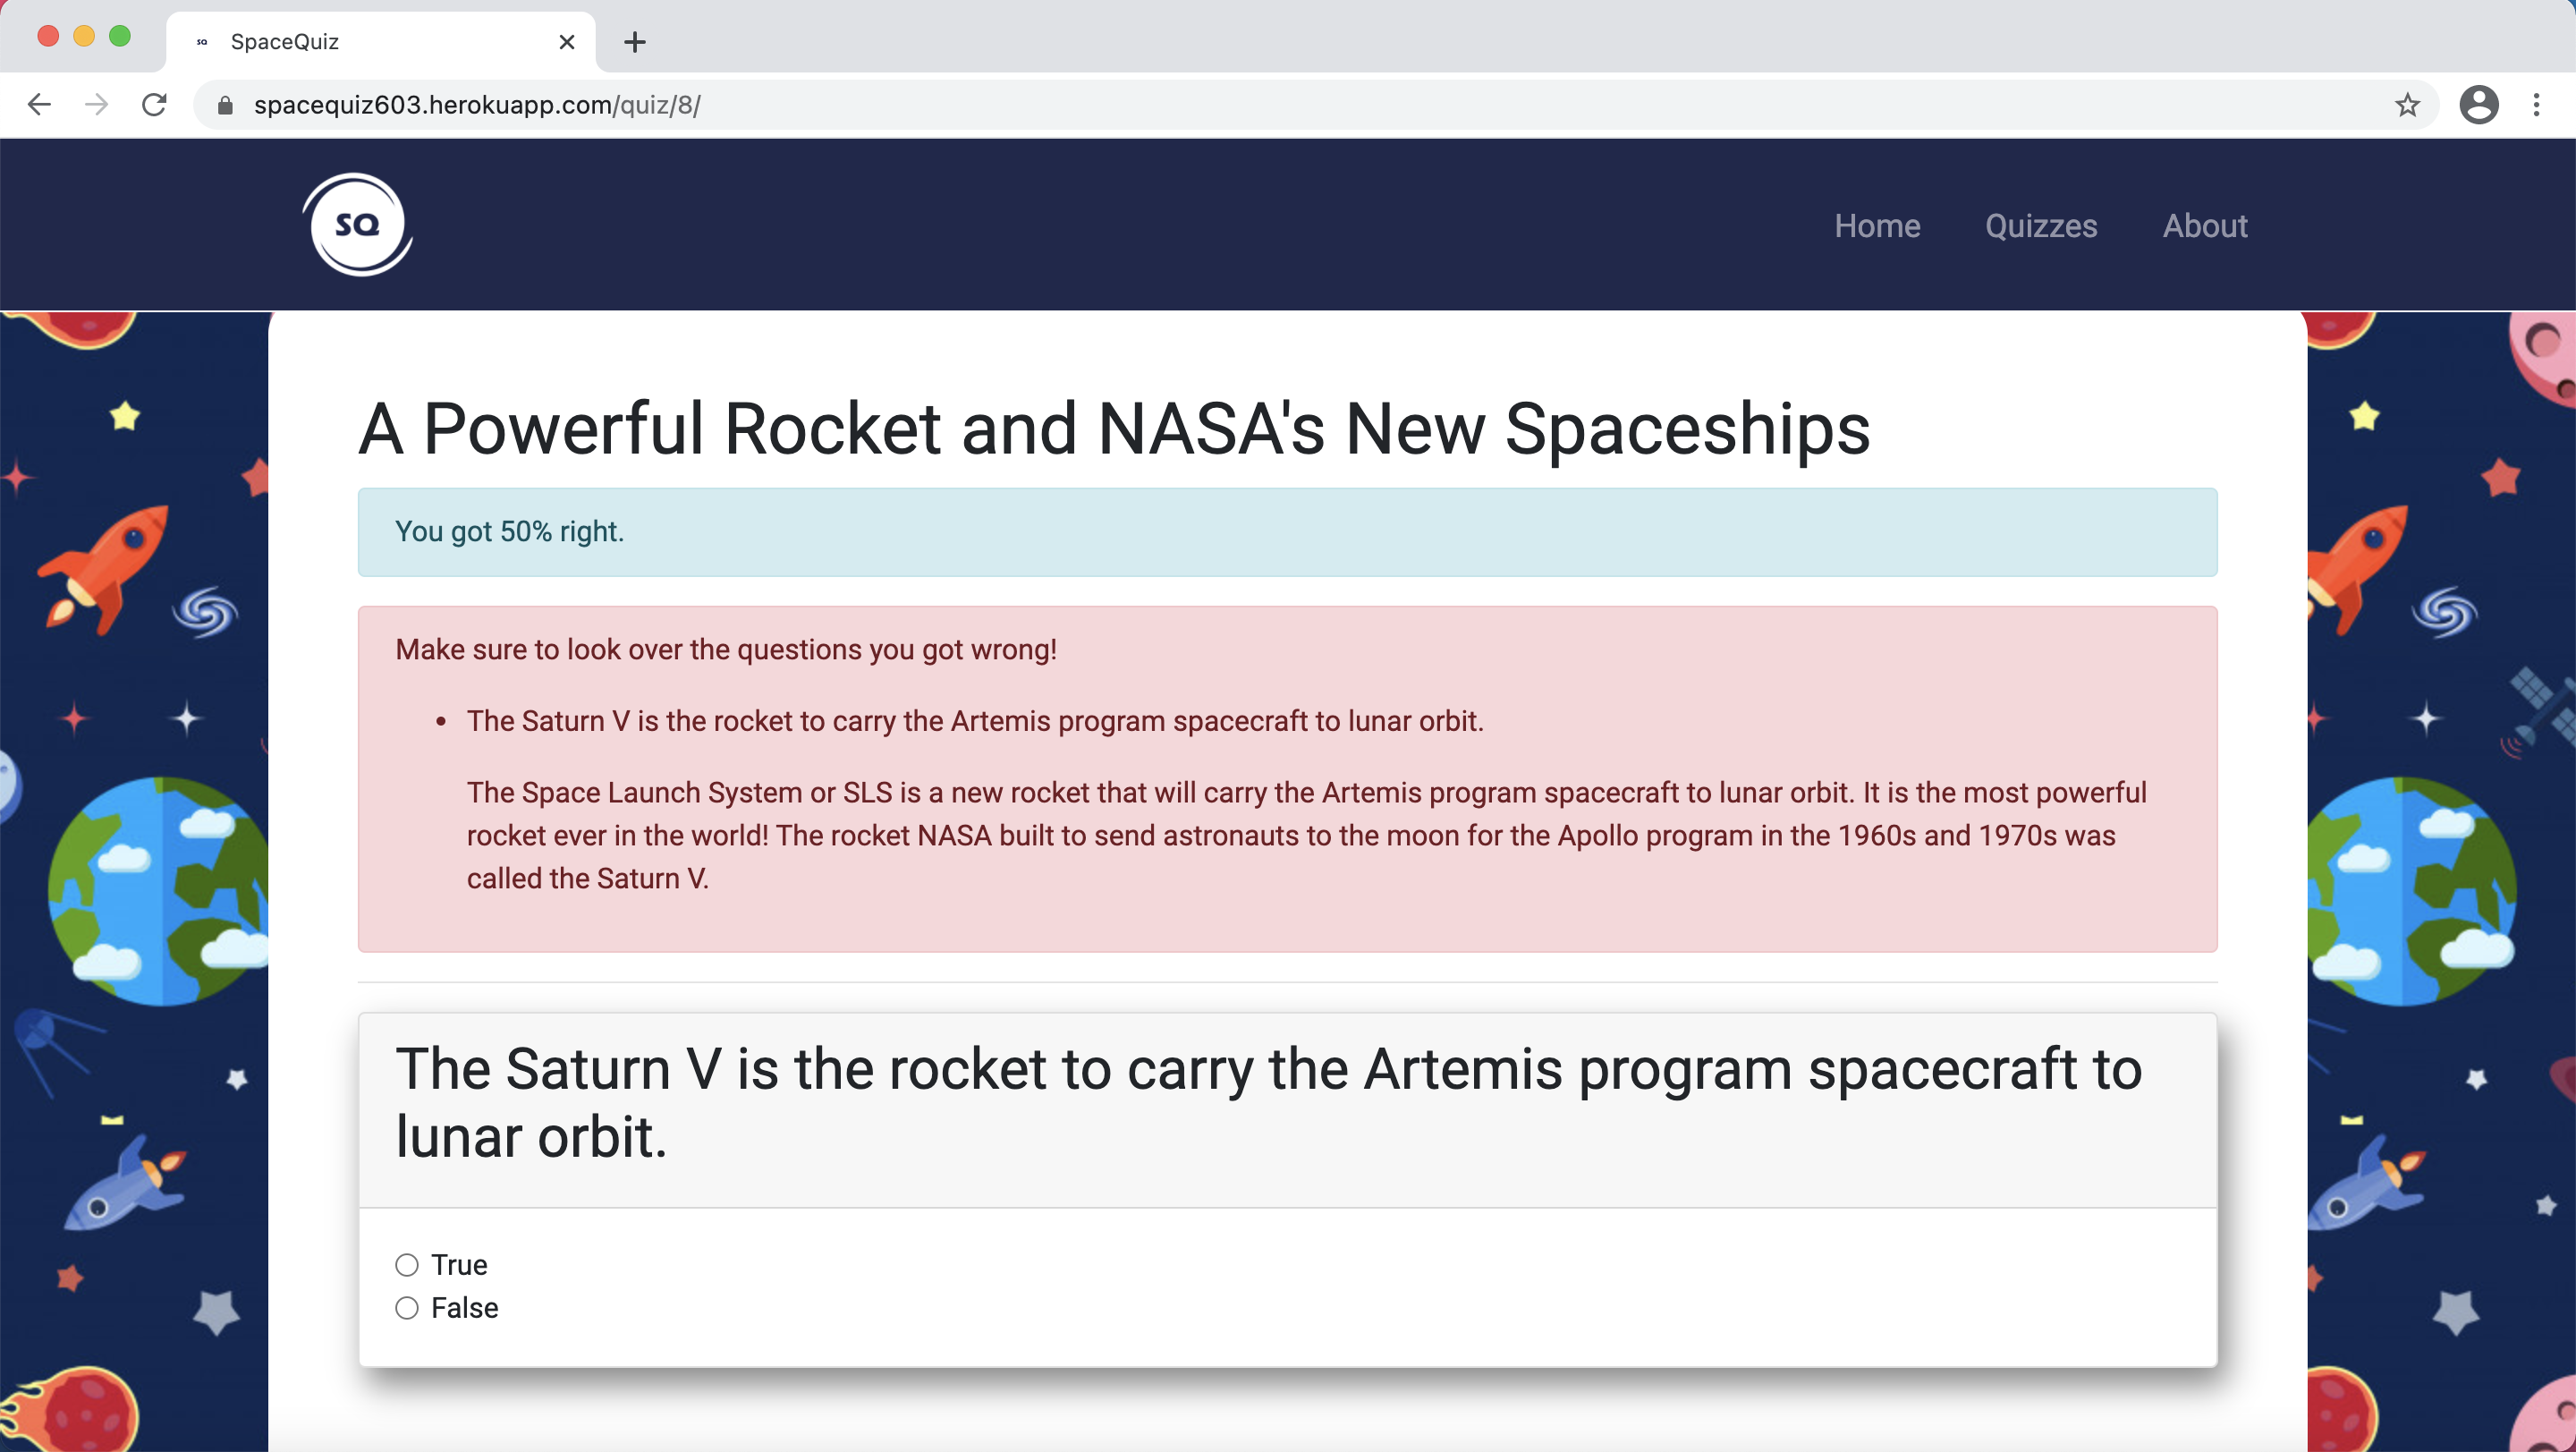 SQ SpaceQuiz
spacequiz603.herokuapp.com/quiz/8/
SQ
Home Quizzes About
A Powerful Rocket and NASA's New Spaceships
You got 50% right.
Make sure to look over the questions you got wrong!
• The Saturn V is the rocket to carry the Artemis program spacecraft to lunar orbit.
The Space Launch System or SLS is a new rocket that will carry the Artemis program spacecraft to lunar orbit. It is the most powerful
rocket ever in the world! The rocket NASA built to send astronauts to the moon for the Apollo program in the 1960s and 1970s was
called the Saturn V.
The Saturn V is the rocket to carry the Artemis program spacecraft to
lunar orbit.
True
False